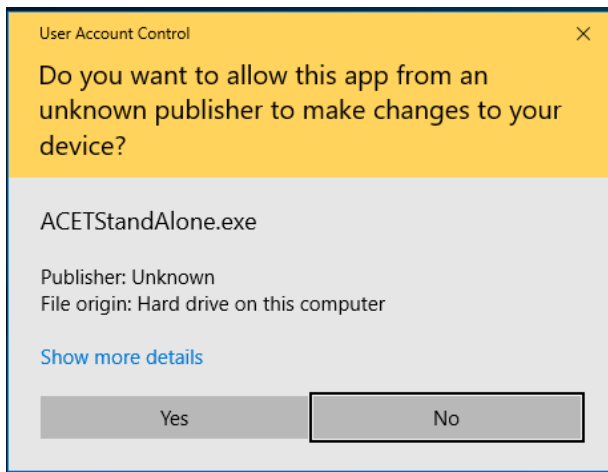 User Account Control
Do you want to allow this app from an
unknown publisher to make changes to your
device?
ACETStandAlone.exe
Publisher: Unknown
File origin: Hard drive on this computer
Show more details
Yes No